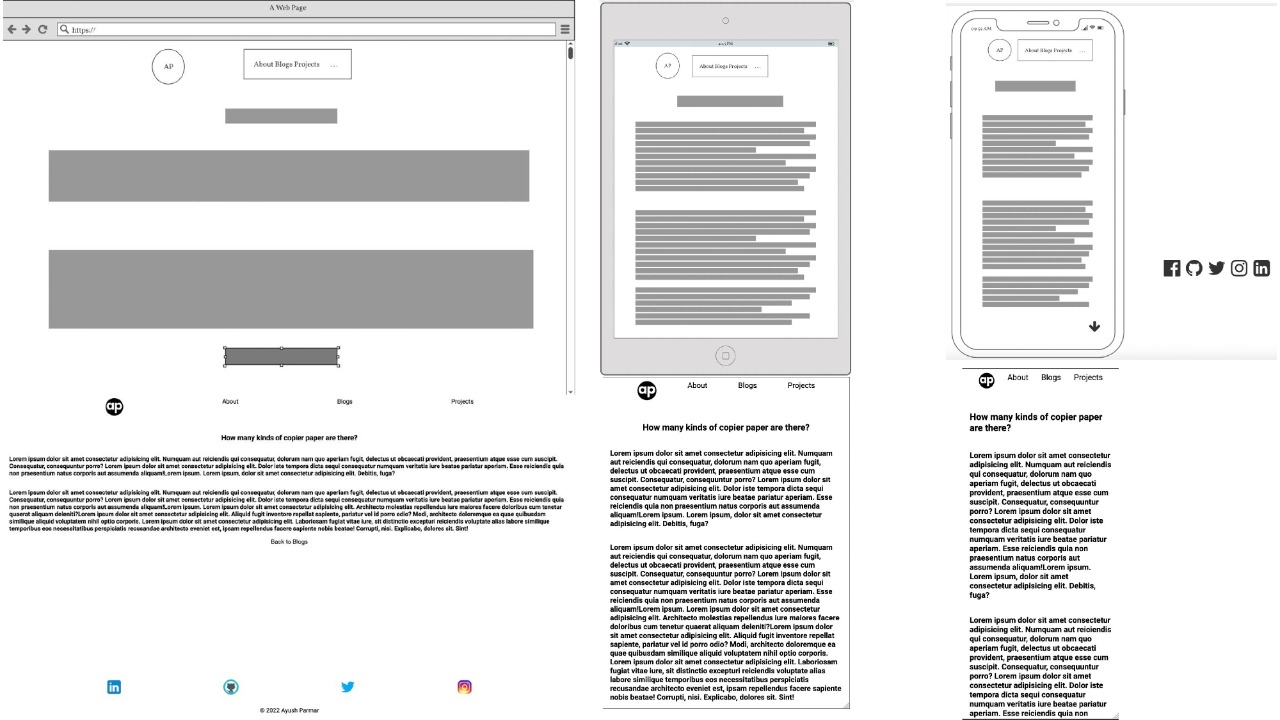 A Web Page
https://
AP
About Blogs Projects ...
ap
About
Blogs
Projects
How many kinds of copier paper are there?
Lorem ipsum dolor sit amet consectetur adipisicing elit. Numquam aut reiciendis qui consequatur, dolorum nam quo aperiam fugit, delectus ut obcaecati provident, praesentium atque esse cum suscipit.
Consequatur, consequuntur porro? Lorem ipsum dolor sit amet consectetur adipisicing elit. Dolor iste tempora dicta sequi consequatur numquam veritatis iure beatae pariatur aperiam. Esse reiciendis quia
non praesentium natus corporis aut assumenda aliquam!Lorem ipsum. Lorem ipsum, dolor sit amet consectetur adipisicing elit. Debitis, fuga?
Lorem ipsum dolor sit amet consectetur adipisicing elit. Numquam aut reiciendis qui consequatur, dolorum nam quo aperiam fugit, delectus ut obcaecati provident, praesentium atque esse cum suscipit.
Consequatur, consequuntur porro? Lorem ipsum dolor sit amet consectetur adipisicing elit. Dolor iste tempora dicta sequi consequatur numquam veritatis iure beatae pariatur aperiam. Esse reiciendis quia
non praesentium natus corporis aut assumenda aliquam!Lorem ipsum. Lorem ipsum dolor sit amet consectetur adipisicing elit. Architecto molestias repellendus iure maiores facere doloribus cum tenetur
quaerat aliquam deleniti?Lorem ipsum dolor sit amet consectetur adipisicing elit. Aliquid fugit inventore repellat sapiente, pariatur vel id porro odio? Modi, architecto doloremque ea quae quibusdam
similique aliquid voluptatem nihil optio corporis. Lorem ipsum dolor sit amet consectetur adipisicing elit. Laboriosam fugiat vitae iure, sit distinctio excepturi reiciendis voluptate alias labore similique
tempora eos necessitatibus perspiciatis recusandae architecto eveniet est, ipsam repellendus facere sapiente nobis beatae! Corrupti, nisi. Explicabo, dolores sit. Sint!
Back to Blogs
in
© 2022 Ayush Parmar
AP
About Blogs Projects ...
ap
About
Blogs
Projects
How many kinds of copier paper are there?
Lorem ipsum dolor sit amet consectetur adipisicing elit. Numquam
aut reiciendis qui consequatur, dolorum nam quo aperiam fugit,
delectus ut obcaecati provident, praesentium atque esse cum
suscipit. Consequatur, consequuntur porro? Lorem ipsum dolor sit
amet consectetur adipisicing elit. Dolor iste tempora dicta sequi
consequatur numquam veritatis iure beatae pariatur aperiam. Esse
reiciendis quia non praesentium natus corporis aut assumenda
aliquam!Lorem ipsum. Lorem ipsum, dolor sit amet consectetur
adipisicing elit. Debitis, fuga?
Lorem ipsum dolor sit amet consectetur adipisicing elit. Numquam
aut reiciendis qui consequatur, dolorum nam quo aperiam fugit,
delectus ut obcaecati provident, praesentium atque esse cum
suscipit. Consequatur, consequuntur porro? Lorem ipsum dolor sit
amet consectetur adipisicing elit. Dolor iste tempora dicta sequi
consequatur numquam veritatis iure beatae pariatur aperiam. Esse
reiciendis quia non praesentium natus corporis aut assumenda
aliquam!Lorem ipsum. Lorem ipsum dolor sit amet consectetur
adipisicing elit. Architecto molestias repellendus iure maiores facere
doloribus cum tenetur quaerat aliquam deleniti?Lorem ipsum dolor
sit amet consectetur adipisicing elit. Aliquid fugit inventore repellat
sapiente, pariatur vel id porro odio? Modi, architecto doloremque ea
quae quibusdam similique aliquid voluptatem nihil optio corporis.
Lorem ipsum dolor sit amet consectetur adipisicing elit. Laboriosam
fugiat vitae iure, sit distinctio excepturi reiciendis voluptate alias
labore similique tempora eos necessitatibus perspiciatis
recusandae architecto eveniet est, ipsam repellendus facere sapiente
nobis beatae! Corrupti, nisi. Explicabo, dolores sit. Sint!
AP
About Blogs Projects ...
in
ap
About
Blogs
Projects
How many kinds of copier paper
are there?
Lorem ipsum dolor sit amet consectetur
adipisicing elit. Numquam aut
reiciendis qui consequatur, dolorum
nam quo aperiam fugit, delectus ut
obcaecati provident, praesentium
atque esse cum suscipit.
Consequatur, consequuntur porro?
Lorem ipsum dolor sit amet
consectetur adipisicing elit. Dolor iste
tempora dicta sequi consequatur
numquam veritatis iure beatae pariatur
aperiam. Esse reiciendis quia non
praesentium natus corporis aut
assumenda aliquam!Lorem ipsum.
Lorem ipsum, dolor sit amet
consectetur adipisicing elit. Debitis,
fuga?
Lorem ipsum dolor sit amet consectetur
adipisicing elit. Numquam aut
reiciendis qui consequatur, dolorum
nam quo aperiam fugit, delectus ut
obcaecati provident, praesentium
atque esse cum suscipit.
Consequatur, consequuntur porro?
Lorem ipsum dolor sit amet
consectetur adipisicing elit. Dolor iste
tempora dicta sequi consequatur
numquam veritatis iure beatae pariatur
aperiam. Esse reiciendis quia non